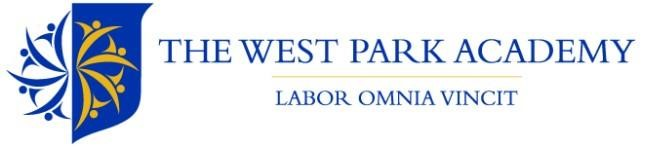 THE WEST PARK ACADEMY
LABOR OMNIA VINCIT